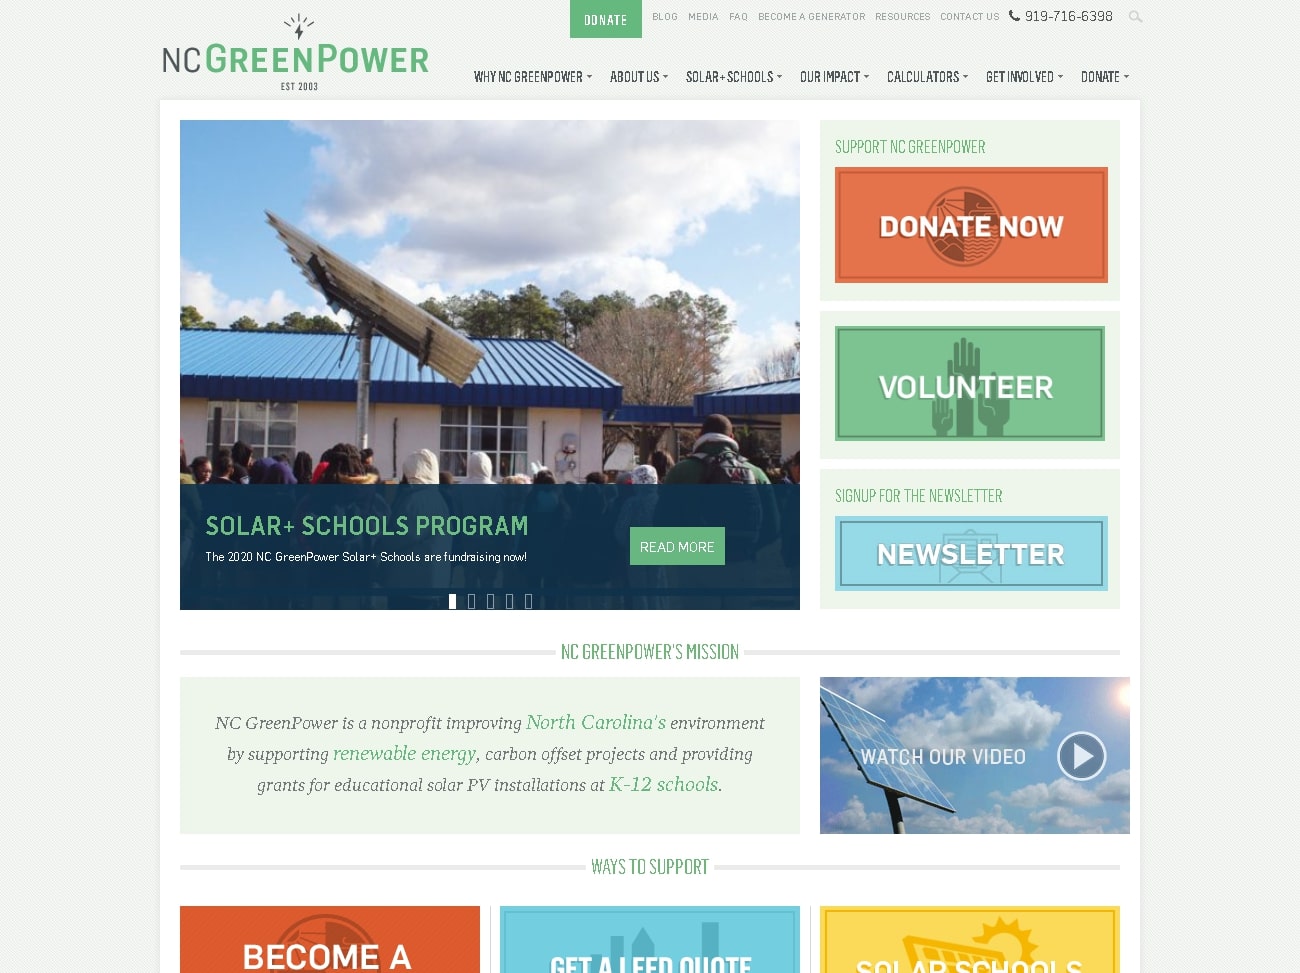 DONATE
BLOG MEDIA FAQ BECOME A GENERATOR RESOURCES CONTACT US 919-716-6398
NC GREENPOWER
EST 2003
WHY NC GREENPOWER ABOUT US SOLAR+ SCHOOLS OUR IMPACT CALCULATORS GET INVOLVED DONATE
SUPPORT NC GREENPOWER
DONATE NOW
VOLUNTEER
SIGNUP FOR THE NEWSLETTER
NEWSLETTER
SOLAR+ SCHOOLS PROGRAM
The 2020 NC GreenPower Solar+ Schools are fundraising now!
READ MORE
NC GREENPOWER'S MISSION
NC GreenPower is a nonprofit improving North Carolina's environment
by supporting renewable energy, carbon offset projects and providing
grants for educational solar PV installations at K-12 schools.
WATCH OUR VIDEO
WAYS TO SUPPORT
BECOME A
GET A LEED QUOTE
SOLAR SCHOOLS